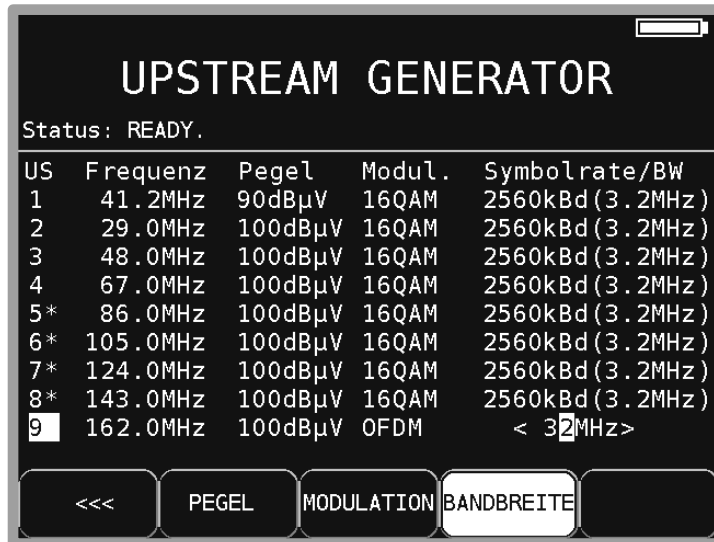 UPSTREAM GENERATOR
Status: READY.
US Frequenz Pegel Modul. Symbolrate/BW
1 41.2MHz 90dBµV 16QAM 2560kBd(3.2MHz)
2 29.0MHz 100dBµV 16QAM 2560kBd(3.2MHz)
3 48.0MHz 100dBµV 16QAM 2560kBd(3.2MHz)
4 67.0MHz 100dBµV 16QAM 2560kBd(3.2MHz)
5* 86.0MHz 100dBµV 16QAM 2560kBd(3.2MHz)
6* 105.0MHz 100dBµV 16QAM 2560kBd(3.2MHz)
7* 124.0MHz 100dBµV 16QAM 2560kBd(3.2MHz)
8* 143.0MHz 100dBµV 16QAM 2560kBd(3.2MHz)
9 162.0MHz 100dBµV OFDM < 32MHz>
<<< PEGEL MODULATION BANDBREITE